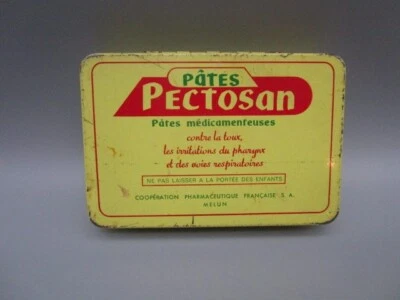 PÂTES
PECTOSAN
Pâtes médicamenteuses
contre la toux,
les irritations du pharynx
et des voies respiratoires
NE PAS LAISSER A LA PORTEE DES ENFANTS
COOPÉRATION PHARMACEUTIQUE FRANÇAISE S. A.
MELUN